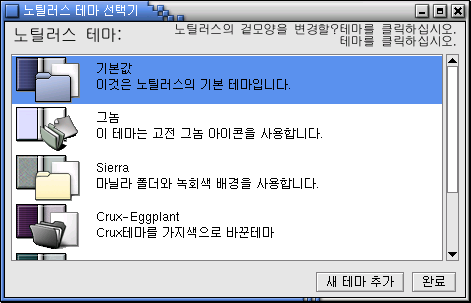 노틸러스 테마 선택기
노틸러스 테마:
노틸러스의 겉모양을 변경할?테마를 클릭하십시오.
테마를 클릭하십시오.
기본값
이것은 노틸러스의 기본 테마입니다.
그놈
이 테마는 고전 그놈 아이콘을 사용합니다.
Sierra
마닐라 폴더와 녹회색 배경을 사용합니다.
Crux-Eggplant
Crux테마를 가지색으로 바꾼테마
새 테마 추가
완료